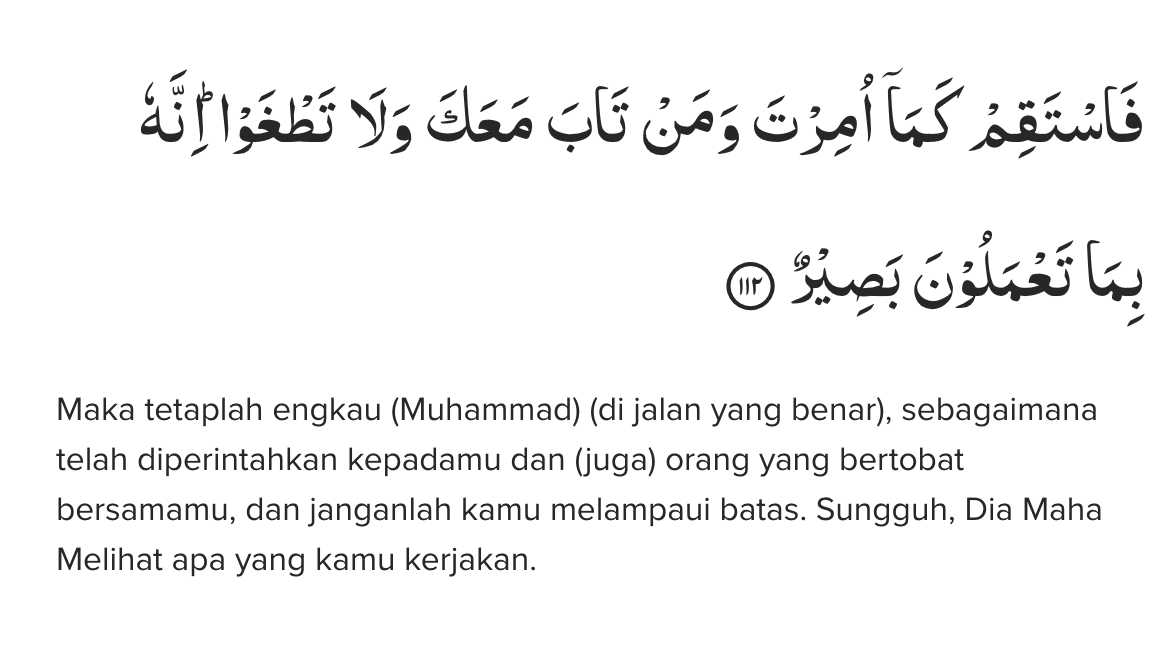 فَاسْتَقِمْ كَمَآ اُمِرْتَ وَمَنْ تَابَ مَعَكَ وَلَا تَطْغَوْاۗ اِنَّهٗ
بِمَا تَعْمَلُوْنَ بَصِيْرٌ ١١٢
Maka tetaplah engkau (Muhammad) (di jalan yang benar), sebagaimana
telah diperintahkan kepadamu dan (juga) orang yang bertobat
bersamamu, dan janganlah kamu melampaui batas. Sungguh, Dia Maha
Melihat apa yang kamu kerjakan.